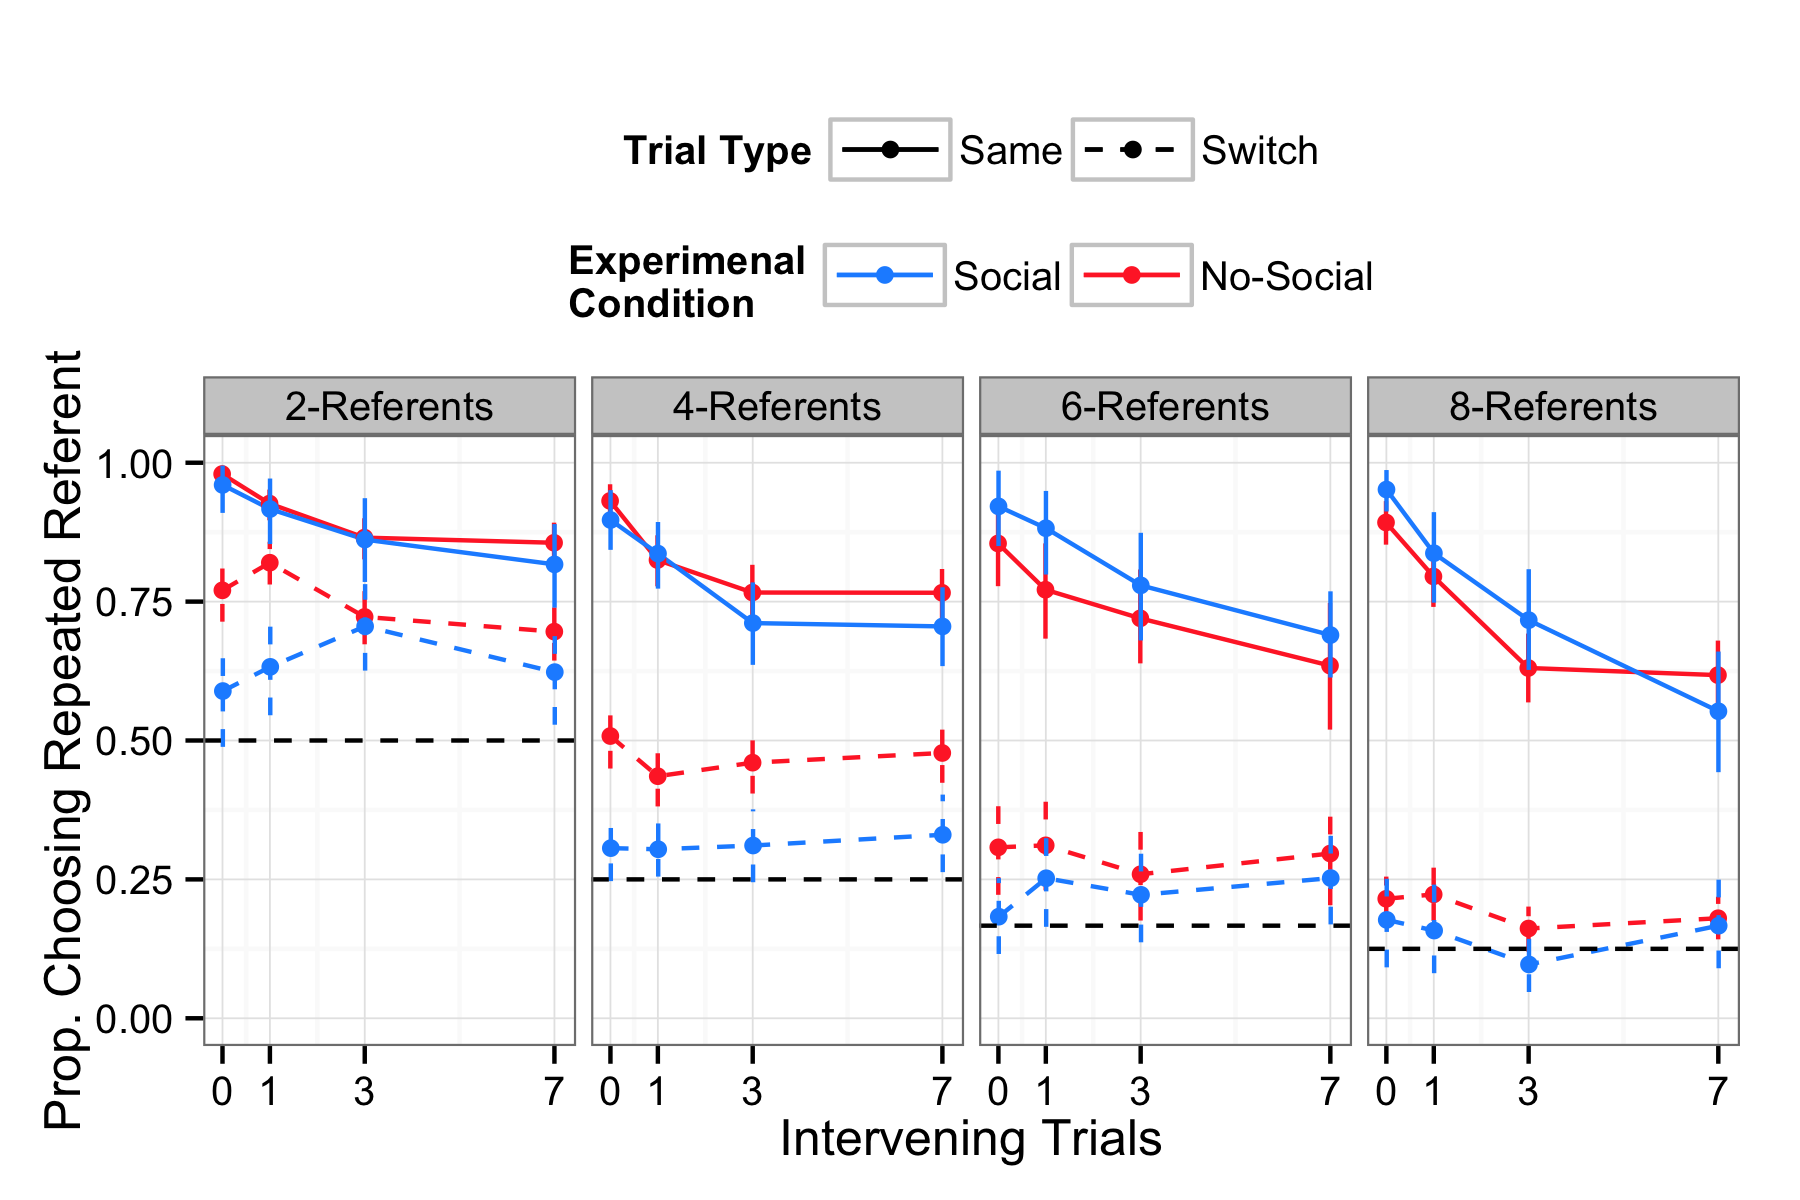 Trial Type Same Switch
Experimenal
Condition
Social No-Social
2-Referents 4-Referents 6-Referents 8-Referents
Prop. Choosing Repeated Referent
1.00
0.75
0.50
0.25
0.00
0 1 3 7 0 1 3 7 0 1 3 7 0 1 3 7
Intervening Trials